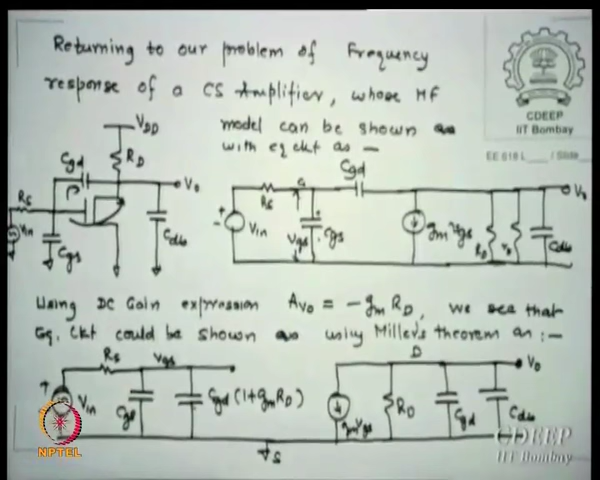 Returning to our problem of Frequency
response of a CS Amplifier, whose HF
model can be shown as
with eq ckt as -
CDEEP
IIT Bombay
EE 618 L____ / Slide
VDD
RD
Cgd
Vo
Rs
Vin
Cgs
Cdb
Rs
G
Cgd
Vin
Vgs
Cgs
gm Vgs
RD
ro
Cdb
Vo
Using DC Gain expression Avo = -gm RD, we see that
Eq. Ckt could be shown as using Miller's theorem as :-
Rs
Vgs
Vin
Cgs
Cgd (1+gm RD)
gm Vgs
D
Vo
RD
Cgd
Cdb
S
NPTEL
CDEEP
IIT Bombay